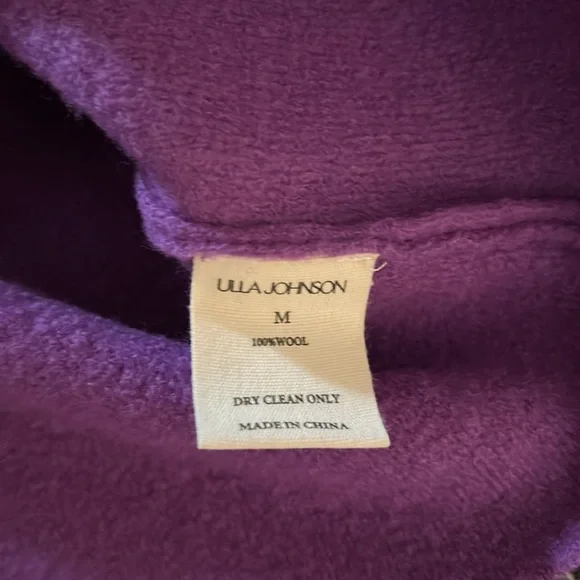 ULLA JOHNSON
M
100%WOOL
DRY CLEAN ONLY
MADE IN CHINA